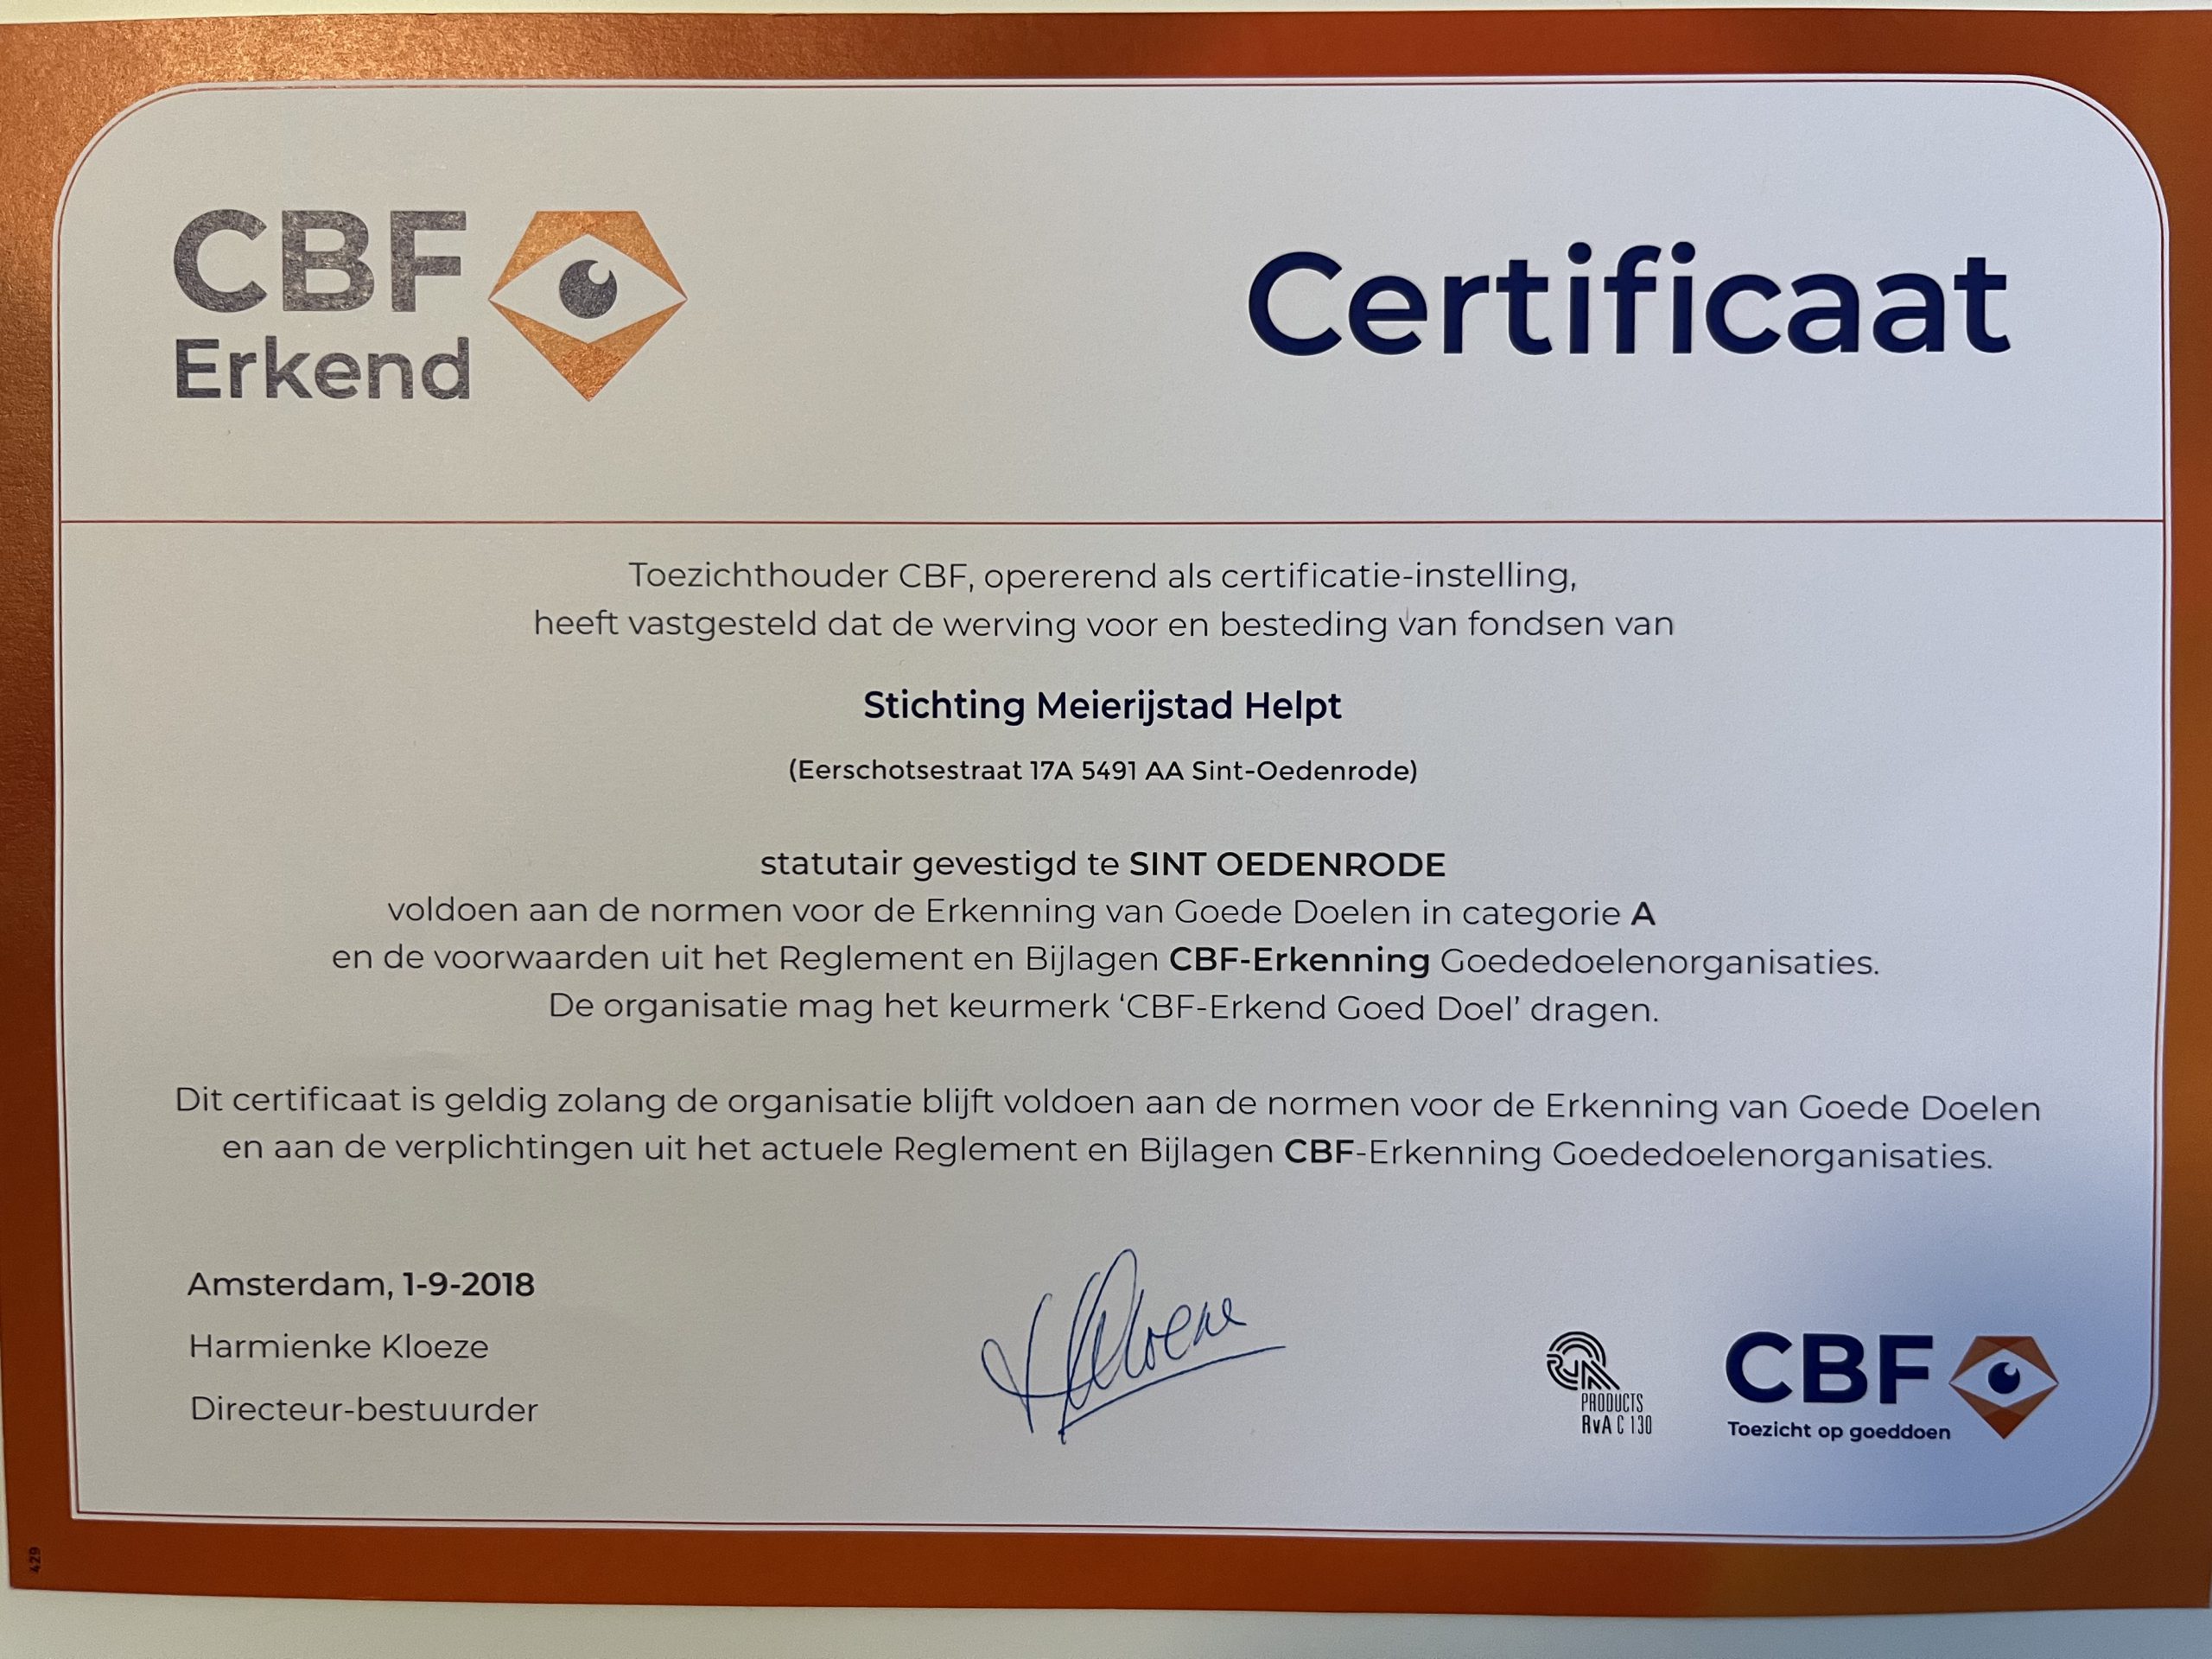 CBF
Erkend
Certificaat
Toezichthouder CBF, opererend als certificatie-instelling,
heeft vastgesteld dat de werving voor en besteding van fondsen van
Stichting Meierijstad Helpt
(Eerschotsestraat 17A 5491 AA Sint-Oedenrode)
statutair gevestigd te SINT OEDENRODE
voldoen aan de normen voor de Erkenning van Goede Doelen in categorie A
en de voorwaarden uit het Reglement en Bijlagen CBF-Erkenning Goededoelenorganisaties.
De organisatie mag het keurmerk ‘CBF-Erkend Goed Doel’ dragen.
Dit certificaat is geldig zolang de organisatie blijft voldoen aan de normen voor de Erkenning van Goede Doelen
en aan de verplichtingen uit het actuele Reglement en Bijlagen CBF-Erkenning Goededoelenorganisaties.
Amsterdam, 1-9-2018
Harmienke Kloeze
Directeur-bestuurder
HKloeze
RVA
PRODUCTS
RvA C 130
CBF
Toezicht op goeddoen
429